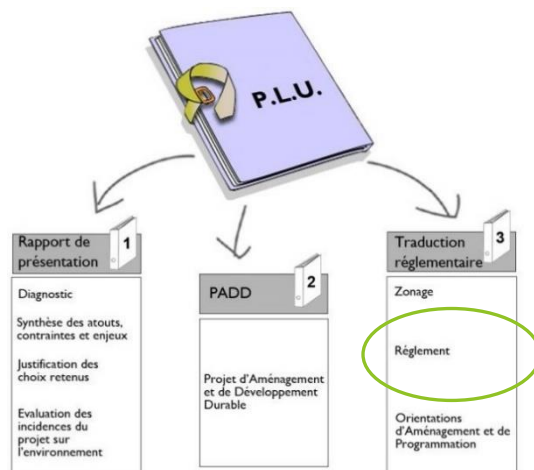 P.L.U.
Rapport de
présentation
1
Diagnostic
Synthèse des atouts,
contraintes et enjeux
Justification des
choix retenus
Evaluation des
incidences du
projet sur
l'environnement
PADD
2
Projet d'Aménagement
et de Développement
Durable
Traduction
réglementaire
3
Zonage
Réglement
Orientations
d'Aménagement et de
Programmation